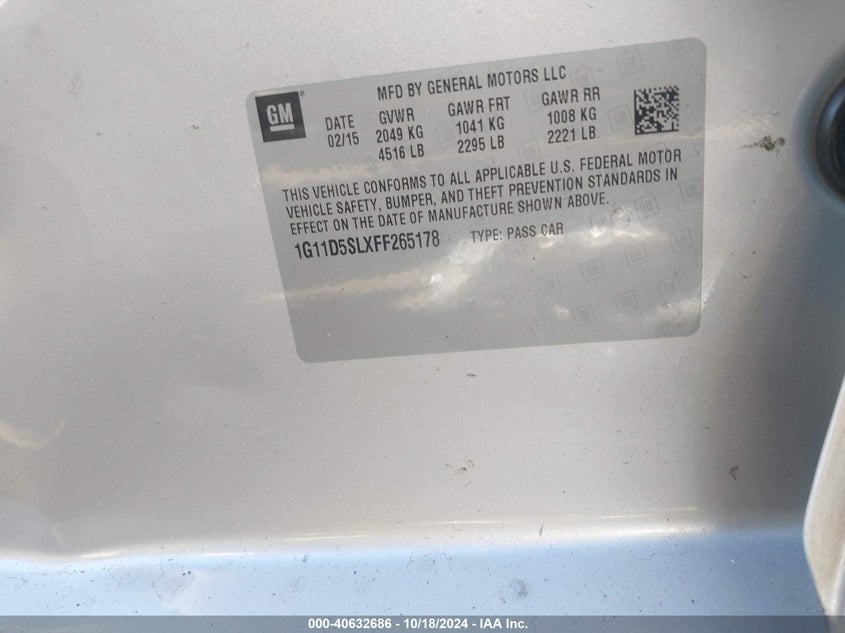 GM
MFD BY GENERAL MOTORS LLC
DATE GVWR GAWR FRT GAWR RR
02/15 2049 KG 1041 KG 1008 KG
4516 LB 2295 LB 2221 LB
THIS VEHICLE CONFORMS TO ALL APPLICABLE U.S. FEDERAL MOTOR
VEHICLE SAFETY, BUMPER, AND THEFT PREVENTION STANDARDS IN
EFFECT ON THE DATE OF MANUFACTURE SHOWN ABOVE.
1G11D5SLXFF265178 TYPE: PASS CAR
000-40632686 - 10/18/2024 - IAA Inc.